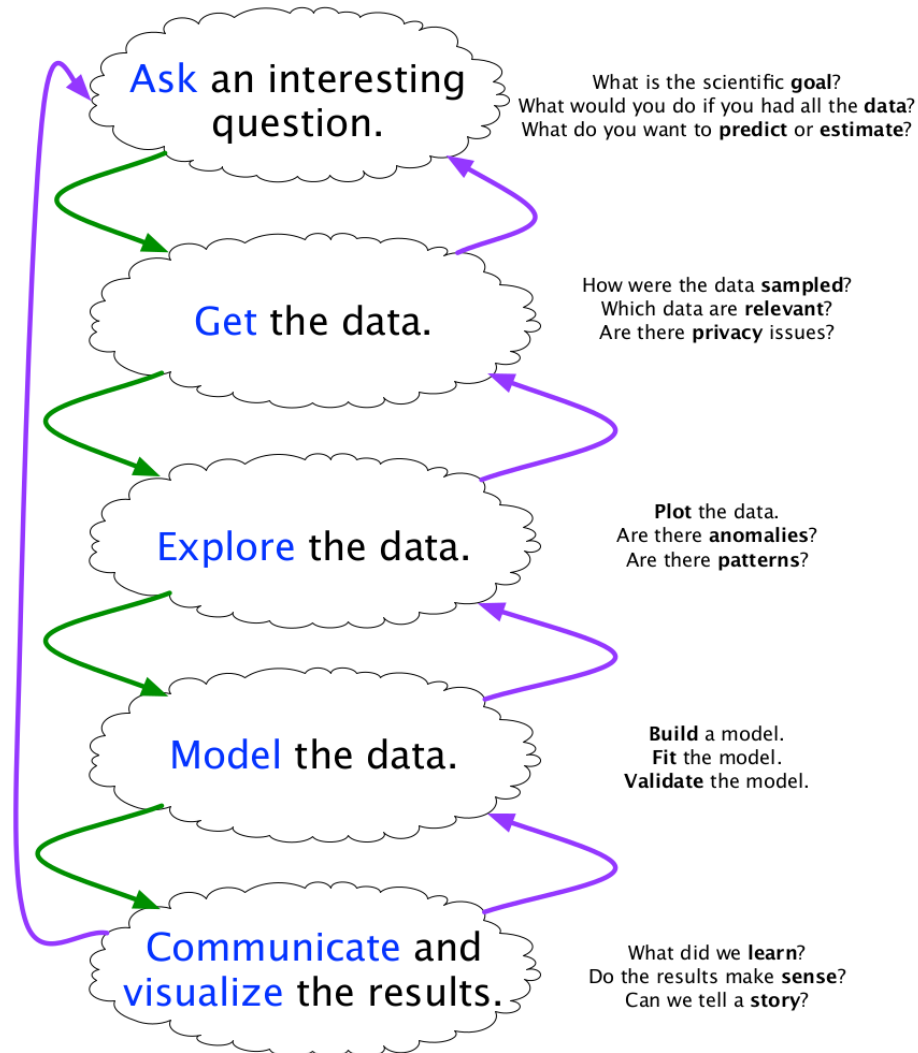 Ask an interesting
question.
What is the scientific goal?
What would you do if you had all the data?
What do you want to predict or estimate?
Get the data.
How were the data sampled?
Which data are relevant?
Are there privacy issues?
Explore the data.
Plot the data.
Are there anomalies?
Are there patterns?
Model the data.
Build a model.
Fit the model.
Validate the model.
Communicate and
visualize the results.
What did we learn?
Do the results make sense?
Can we tell a story?